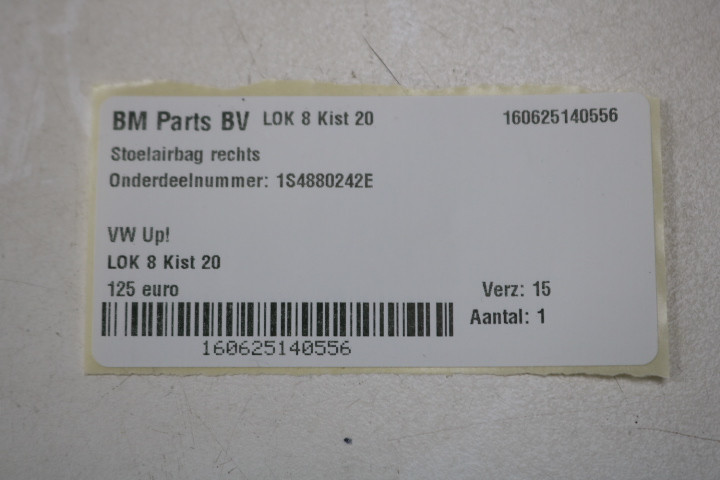 BM Parts BV LOK 8 Kist 20 160625140556
Stoelairbag rechts
Onderdeelnummer: 1S4880242E
VW Up!
LOK 8 Kist 20
125 euro Verz: 15
Aantal: 1
160625140556